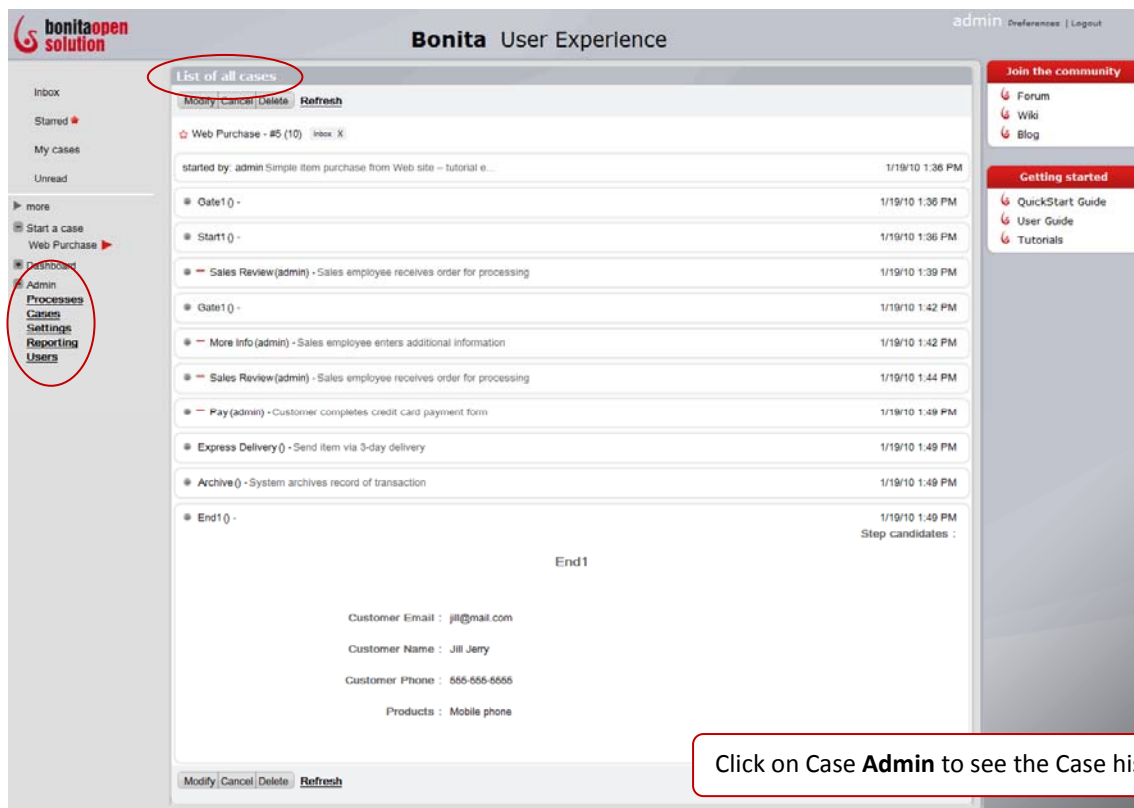 bonitaopen
solution
Bonita User Experience
admin Preferences | Logout
Inbox
Starred
My cases
Unread
more
Start a case
Web Purchase
Dashboard
Admin
Processes
Cases
Settings
Reporting
Users
List of all cases
Modify Cancel Delete Refresh
Web Purchase - #5 (10) Inbox X
started by: admin Simple item purchase from Web site – tutorial e... 1/19/10 1:36 PM
Gate1 () - 1/19/10 1:36 PM
Start1 () - 1/19/10 1:36 PM
Sales Review (admin) - Sales employee receives order for processing 1/19/10 1:39 PM
Gate1 () - 1/19/10 1:42 PM
More Info (admin) - Sales employee enters additional information 1/19/10 1:42 PM
Sales Review (admin) - Sales employee receives order for processing 1/19/10 1:44 PM
Pay (admin) - Customer completes credit card payment form 1/19/10 1:49 PM
Express Delivery () - Send item via 3-day delivery 1/19/10 1:49 PM
Archive () - System archives record of transaction 1/19/10 1:49 PM
End1 () - 1/19/10 1:49 PM
Step candidates :
End1
Customer Email : jill@mail.com
Customer Name : Jill Jerry
Customer Phone : 555-555-5555
Products : Mobile phone
Modify Cancel Delete Refresh
Join the community
Forum
Wiki
Blog
Getting started
QuickStart Guide
User Guide
Tutorials
Click on Case Admin to see the Case his